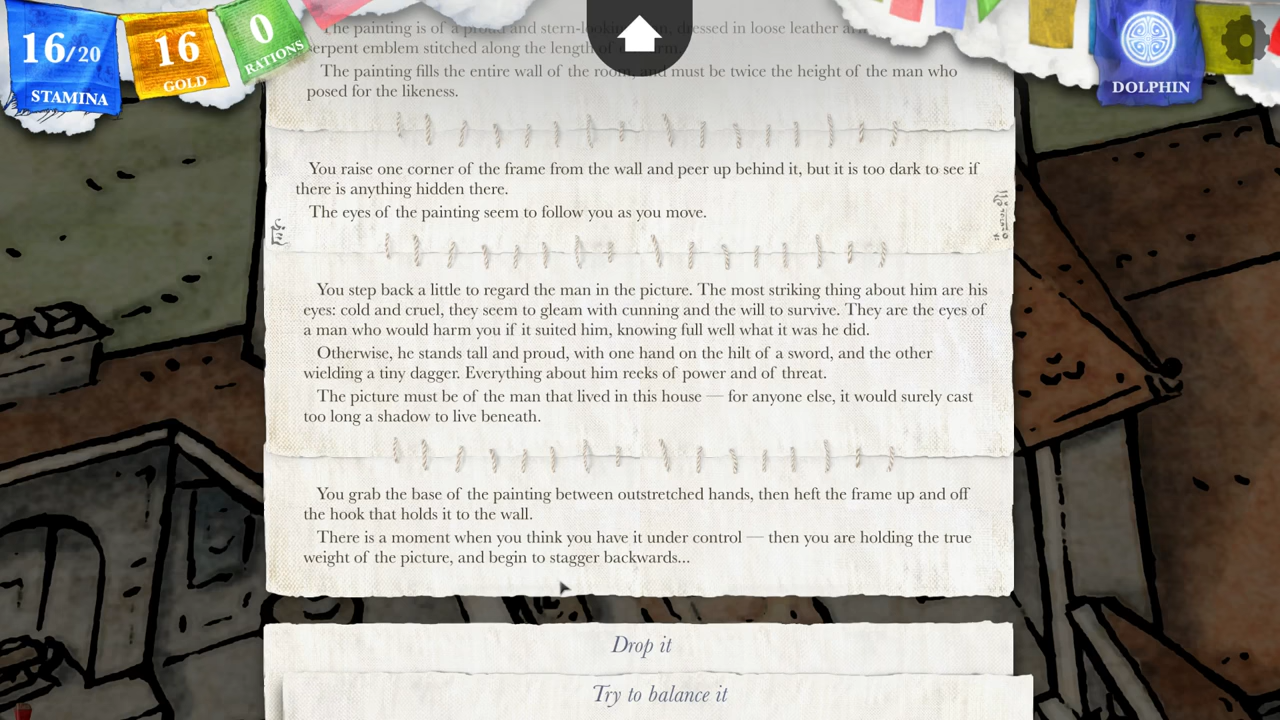 The painting is of a proud and stern-looking man, dressed in loose leather
serpent emblem stitched along the length of
The painting fills the entire wall of the room, and must be twice the height of the man who
posed for the likeness.
You raise one corner of the frame from the wall and peer up behind it, but it is too dark to see if
there is anything hidden there.
The eyes of the painting seem to follow you as you move.
You step back a little to regard the man in the picture. The most striking thing about him are his
eyes: cold and cruel, they seem to gleam with cunning and the will to survive. They are the eyes of
a man who would harm you if it suited him, knowing full well what it was he did.
Otherwise, he stands tall and proud, with one hand on the hilt of a sword, and the other
wielding a tiny dagger. Everything about him reeks of power and of threat.
The picture must be of the man that lived in this house — for anyone else, it would surely cast
too long a shadow to live beneath.
You grab the base of the painting between outstretched hands, then heft the frame up and off
the hook that holds it to the wall.
There is a moment when you think you have it under control — then you are holding the true
weight of the picture, and begin to stagger backwards...
Drop it
Try to balance it
16/20
STAMINA
16
GOLD
0
RATIONS
DOLPHIN